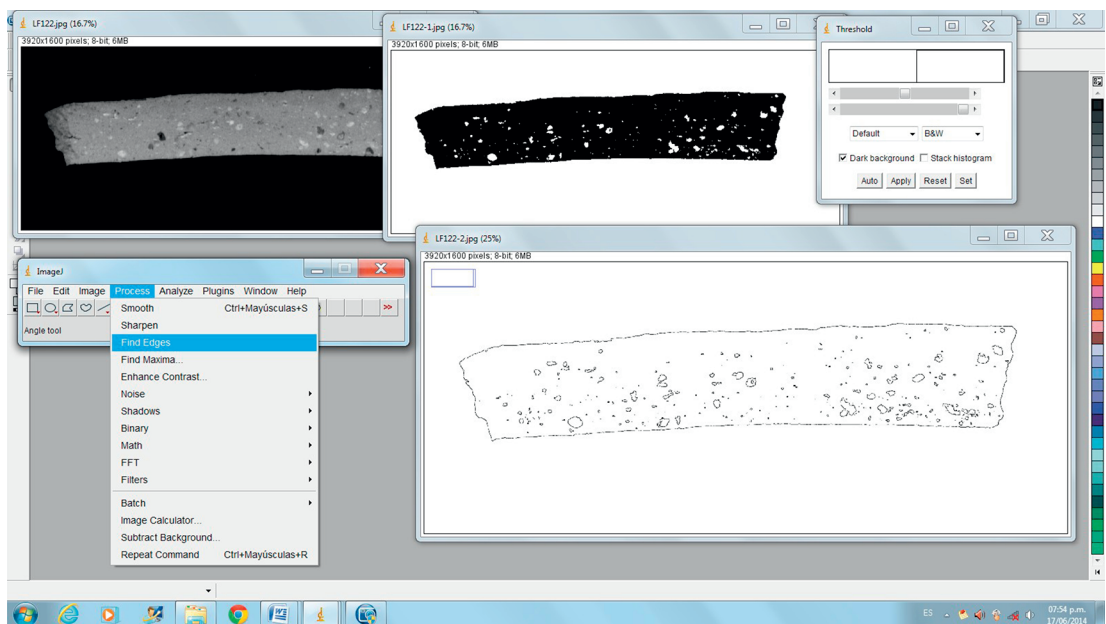 LF122.jpg (16.7%)
3920x1600 pixels; 8-bit; 6MB
LF122-1.jpg (16.7%)
3920x1600 pixels; 8-bit; 6MB
Threshold
Default
B&W
Dark background
Stack histogram
Auto
Apply
Reset
Set
LF122-2.jpg (25%)
3920x1600 pixels; 8-bit; 6MB
ImageJ
File Edit Image Process Analyze Plugins Window Help
>>
Angle tool
Smooth Ctrl+Mayúsculas+S
Sharpen
Find Edges
Find Maxima...
Enhance Contrast...
Noise
Shadows
Binary
Math
FFT
Filters
Batch
Image Calculator...
Subtract Background...
Repeat Command Ctrl+Mayúsculas+R
ES
07:54 p.m.
17/06/2014